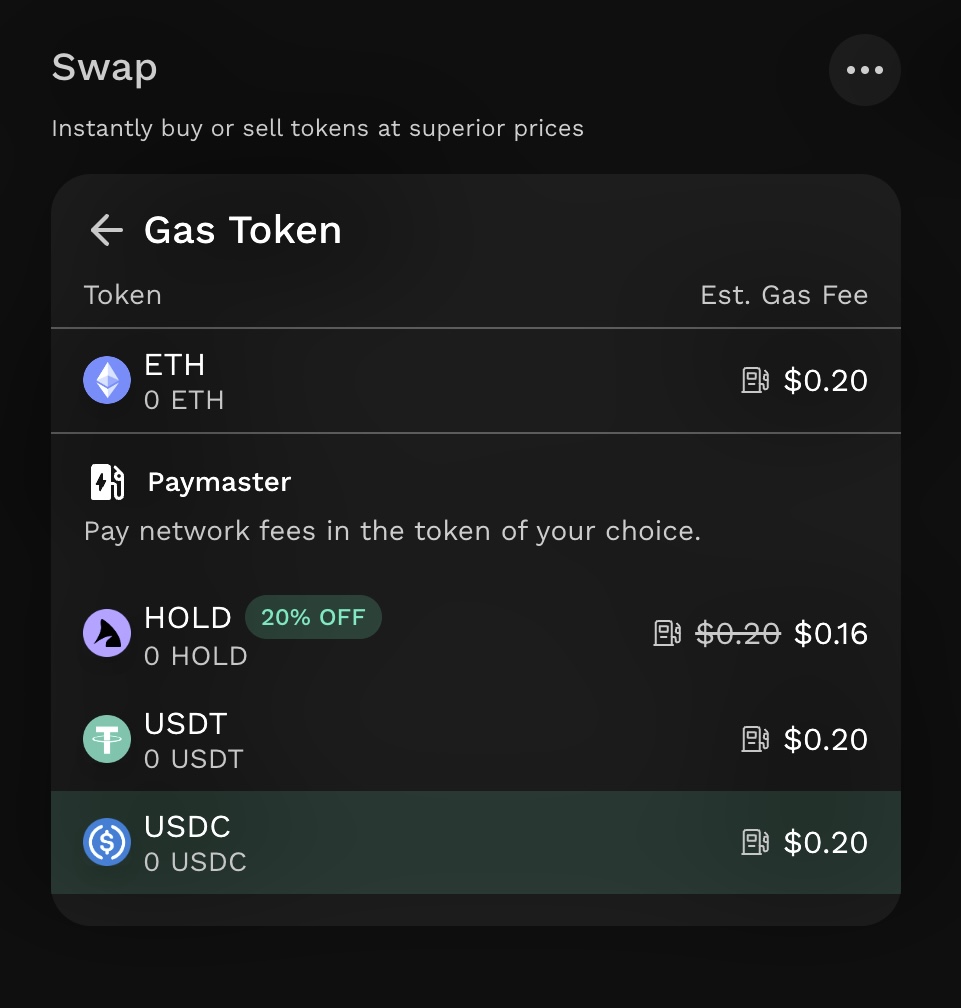 Swap
Instantly buy or sell tokens at superior prices
Gas Token
Token Est. Gas Fee
ETH
0 ETH
$0.20
Paymaster
Pay network fees in the token of your choice.
HOLD 20% OFF
0 HOLD
$0.20 $0.16
USDT
0 USDT
$0.20
USDC
0 USDC
$0.20